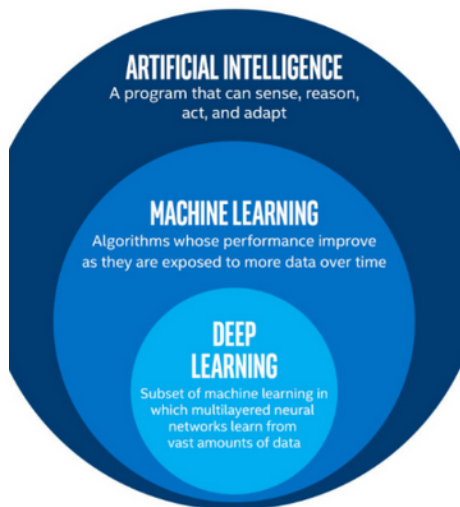 ARTIFICIAL INTELLIGENCE
A program that can sense, reason,
act, and adapt
MACHINE LEARNING
Algorithms whose performance improve
as they are exposed to more data over time
DEEP
LEARNING
Subset of machine learning in
which multilayered neural
networks learn from
vast amounts of data